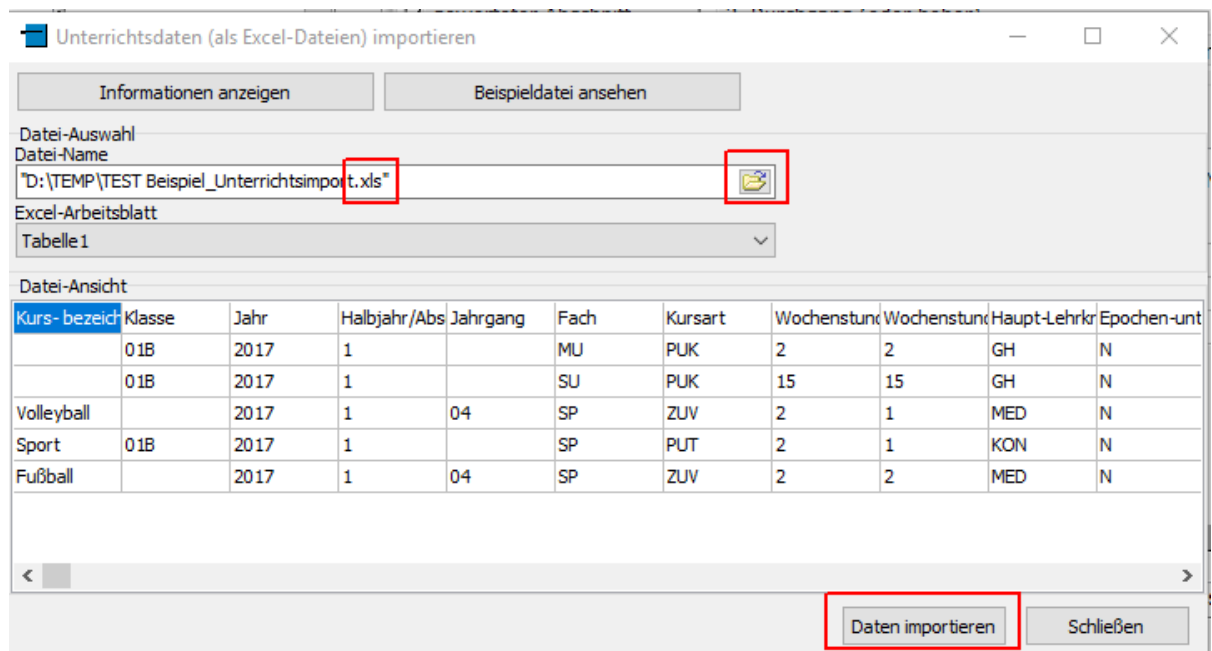 Unterrichtsdaten (als Excel-Dateien) importieren
Informationen anzeigen Beispieldatei ansehen
Datei-Auswahl
Datei-Name
"D:\TEMP\TEST Beispiel_Unterrichtsimport.xls"
Excel-Arbeitsblatt
Tabelle1
Datei-Ansicht
Kurs- bezeich Klasse Jahr Halbjahr/Abs Jahrgang Fach Kursart Wochenstund Wochenstund Haupt-Lehrkr Epochen-unt
01B 2017 1 MU PUK 2 2 GH N
01B 2017 1 SU PUK 15 15 GH N
Volleyball 2017 1 04 SP ZUV 2 1 MED N
Sport 01B 2017 1 SP PUT 2 1 KON N
Fußball 2017 1 04 SP ZUV 2 2 MED N
Daten importieren Schließen